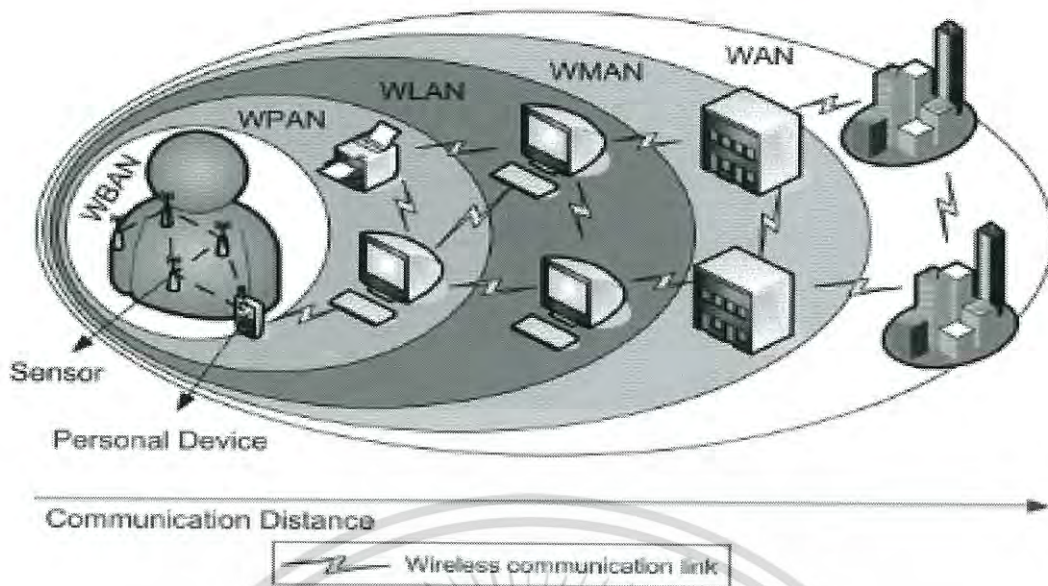 WAN
WMAN
WLAN
WPAN
WBAN
Sensor
Personal Device
Communication Distance
Wireless communication link